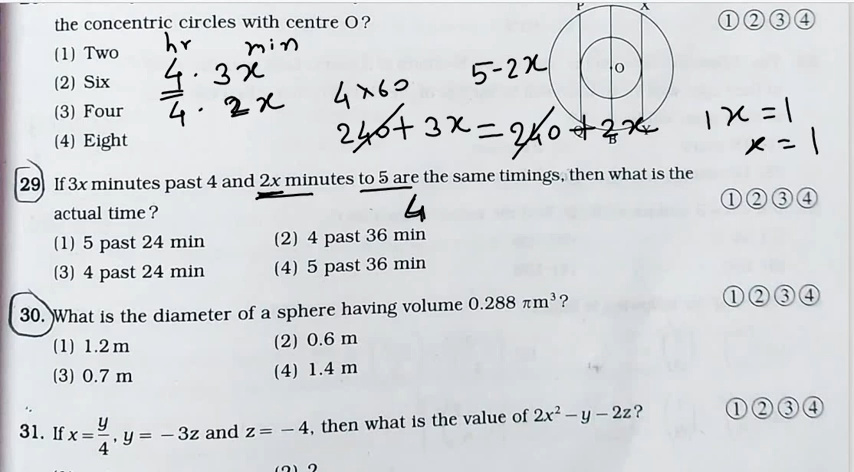 the concentric circles with centre O?
① ② ③ ④
(1) Two
(2) Six
(3) Four
(4) Eight
P X
O
B
hr min
4 . 3x
4 . 2x
4 × 60
5 - 2x
240 + 3x = 240 + 2x
1x = 1
x = 1
29 If 3x minutes past 4 and 2x minutes to 5 are the same timings, then what is the
actual time?
4
① ② ③ ④
(1) 5 past 24 min (2) 4 past 36 min
(3) 4 past 24 min (4) 5 past 36 min
30. What is the diameter of a sphere having volume 0.288 πm³?
① ② ③ ④
(1) 1.2 m (2) 0.6 m
(3) 0.7 m (4) 1.4 m
31. If x = y/4, y = − 3z and z = − 4, then what is the value of 2x² − y − 2z?
① ② ③ ④
(2) 2